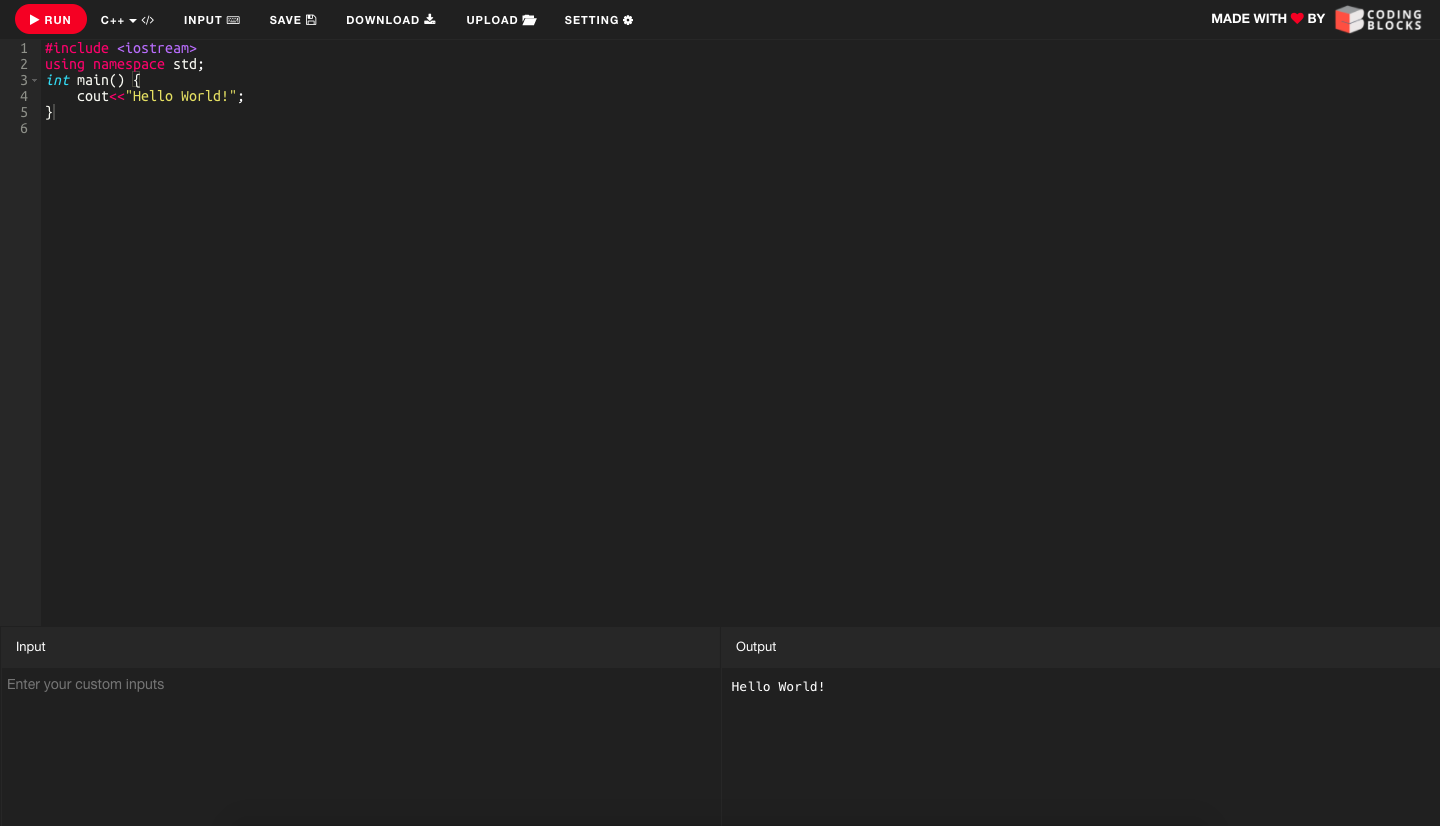 RUN C++ INPUT SAVE DOWNLOAD UPLOAD SETTING MADE WITH BY CODING BLOCKS
1 #include <iostream>
2 using namespace std;
3 int main() {
4     cout<<"Hello World!";
5 }
6
Input
Enter your custom inputs
Output
Hello World!